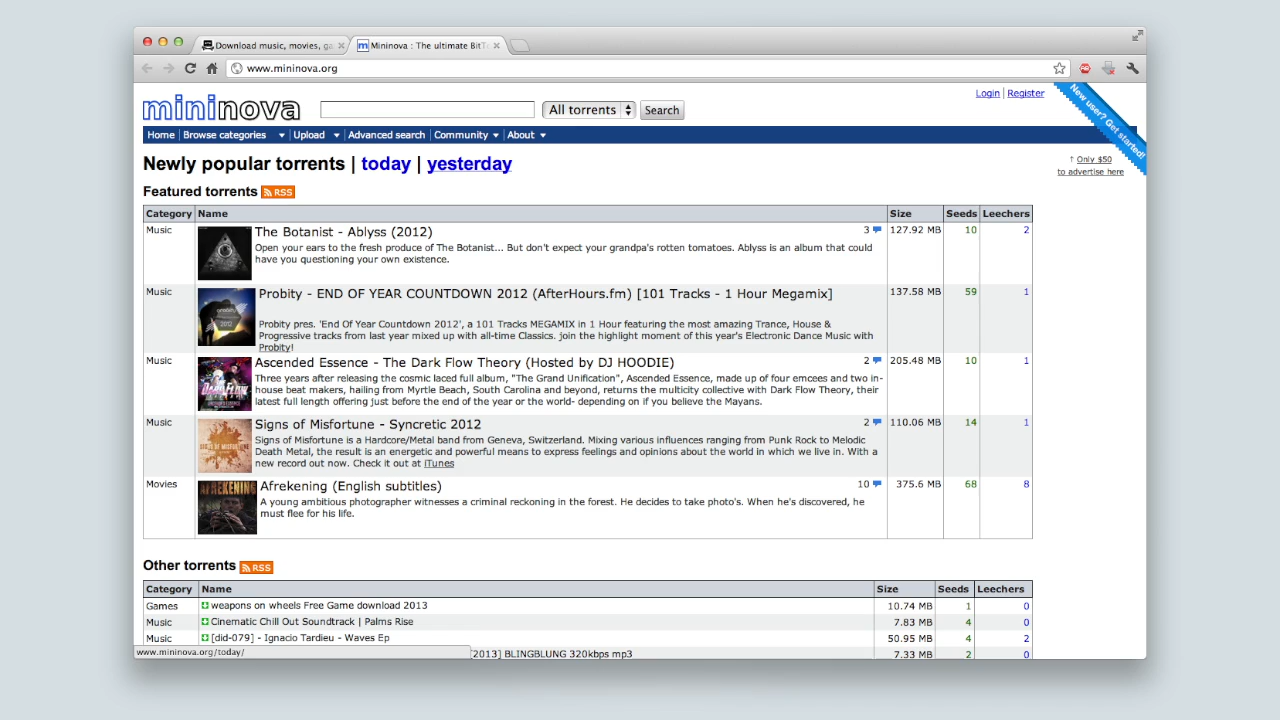 Download music, movies, ga
Mininova : The ultimate BitT
www.mininova.org
Login | Register
New user? Get started!
mininova
All torrents
Search
Home | Browse categories | Upload | Advanced search | Community | About
Newly popular torrents | today | yesterday
↑ Only $50
to advertise here
Featured torrents RSS
Category Name Size Seeds Leechers
Music The Botanist - Ablyss (2012) 3 127.92 MB 10 2
Open your ears to the fresh produce of The Botanist... But don't expect your grandpa's rotten tomatoes. Ablyss is an album that could
have you questioning your own existence.
Music Probity - END OF YEAR COUNTDOWN 2012 (AfterHours.fm) [101 Tracks - 1 Hour Megamix] 137.58 MB 59 1
Probity pres. 'End Of Year Countdown 2012', a 101 Tracks MEGAMIX in 1 Hour featuring the most amazing Trance, House &
Progressive tracks from last year mixed up with all-time Classics. join the highlight moment of this year's Electronic Dance Music with
Probity!
Music Ascended Essence - The Dark Flow Theory (Hosted by DJ HOODIE) 2 205.48 MB 10 1
Three years after releasing the cosmic laced full album, "The Grand Unification", Ascended Essence, made up of four emcees and two in-
house beat makers, hailing from Myrtle Beach, South Carolina and beyond, returns the multicity collective with Dark Flow Theory, their
latest full length offering just before the end of the year or the world- depending on if you believe the Mayans.
Music Signs of Misfortune - Syncretic 2012 2 110.06 MB 14 1
Signs of Misfortune is a Hardcore/Metal band from Geneva, Switzerland. Mixing various influences ranging from Punk Rock to Melodic
Death Metal, the result is an energetic and powerful means to express feelings and opinions about the world in which we live in. With a
new record out now. Check it out at iTunes
Movies Afrekening (English subtitles) 10 375.6 MB 68 8
A young ambitious photographer witnesses a criminal reckoning in the forest. He decides to take photo's. When he's discovered, he
must flee for his life.
Other torrents RSS
Category Name Size Seeds Leechers
Games weapons on wheels Free Game download 2013 10.74 MB 1 0
Music Cinematic Chill Out Soundtrack | Palms Rise 7.83 MB 4 0
Music [did-079] - Ignacio Tardieu - Waves Ep 50.95 MB 4 2
www.mininova.org/today/ 2013] BLINGBLUNG 320kbps mp3 7.33 MB 2 0